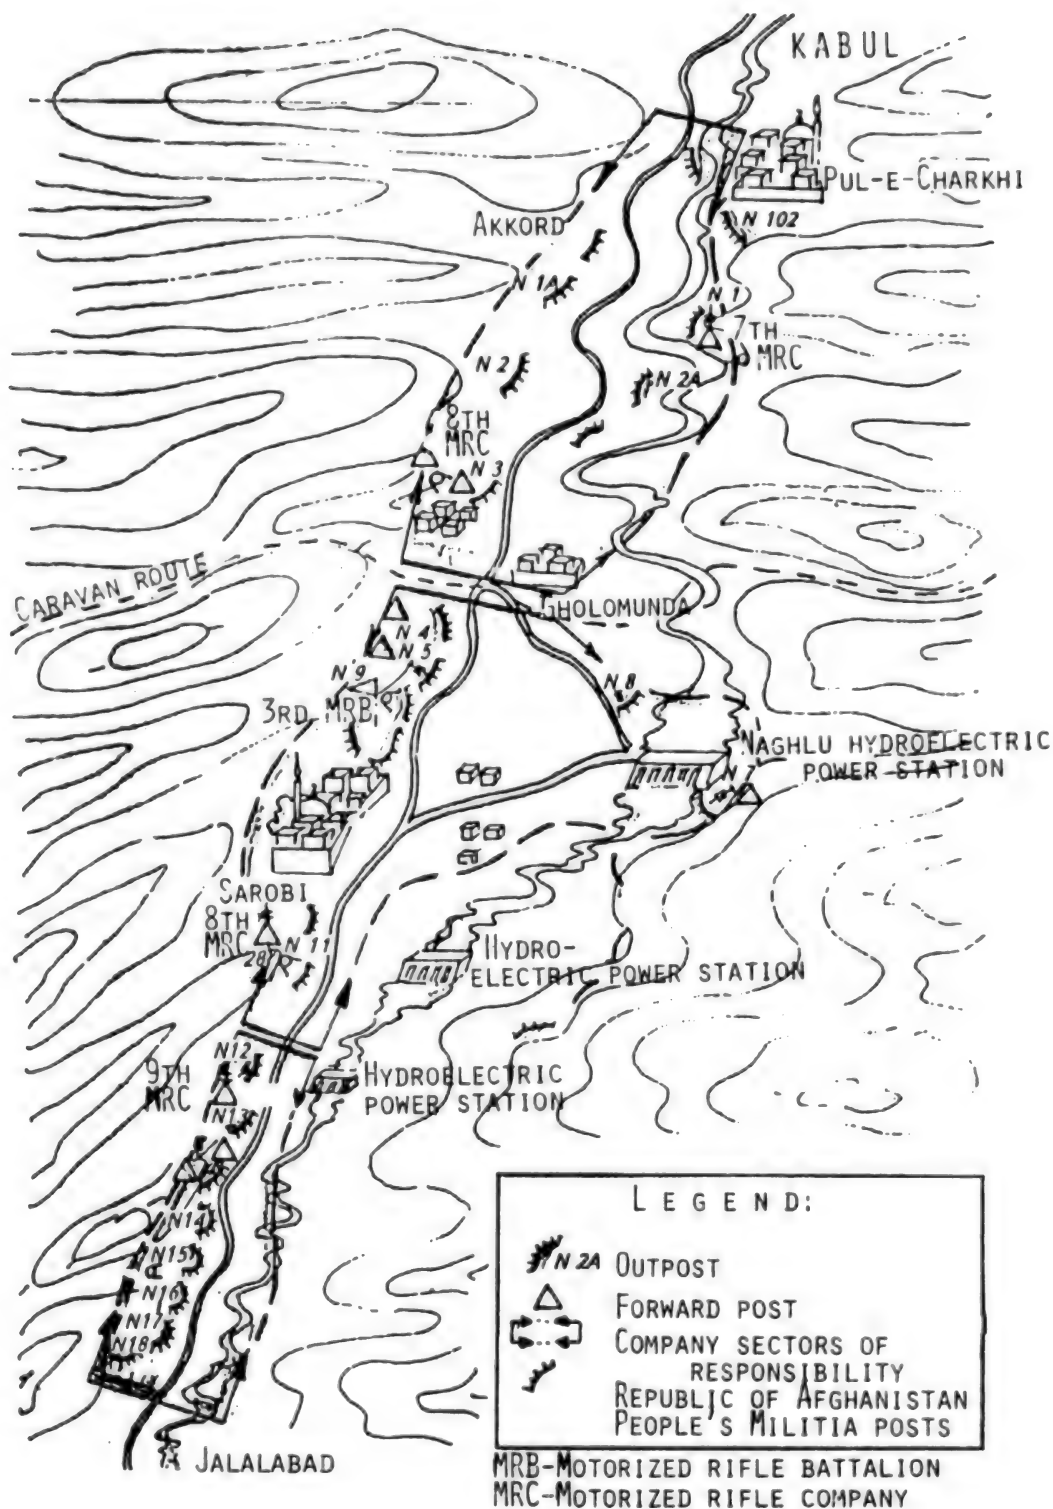 KABUL
PUL-E-CHARKHI
N 102
AKKORD
N 1A
N 1
7TH
MRC
N 2
N 2A
8TH
MRC
N 3
CARAVAN ROUTE
GHOLOMUNDA
N 4
N 5
N 9
3RD MRB
N 8
NAGHLU HYDROELECTRIC
POWER STATION
N 7
SAROBI
8TH
MRC
N 11
28
HYDRO-
ELECTRIC POWER STATION
N12
9TH
MRC
N13
HYDROELECTRIC
POWER STATION
N14
N15
N16
N17
N18
JALALABAD
LEGEND:
N 2A OUTPOST
FORWARD POST
COMPANY SECTORS OF
RESPONSIBILITY
REPUBLIC OF AFGHANISTAN
PEOPLE'S MILITIA POSTS
MRB-MOTORIZED RIFLE BATTALION
MRC-MOTORIZED RIFLE COMPANY